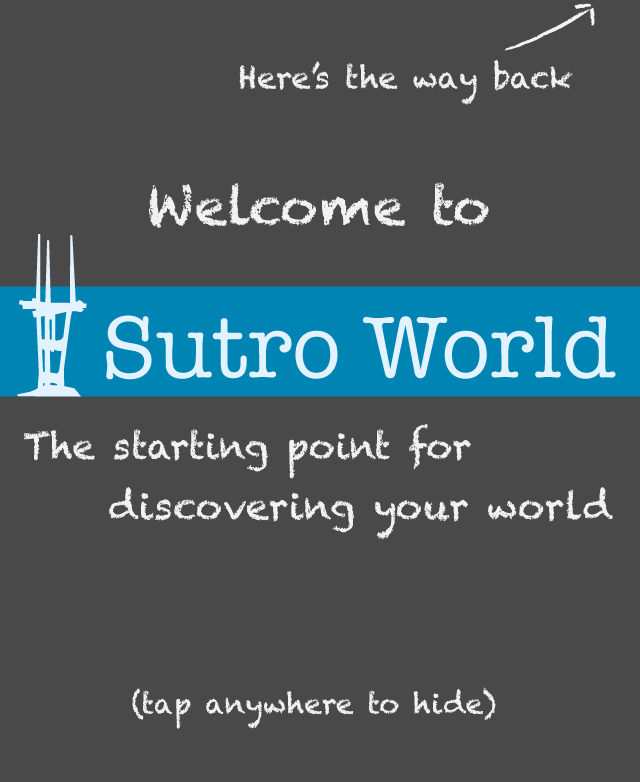 Here's the way back
Welcome to
Sutro World
The starting point for
discovering your world
(tap anywhere to hide)